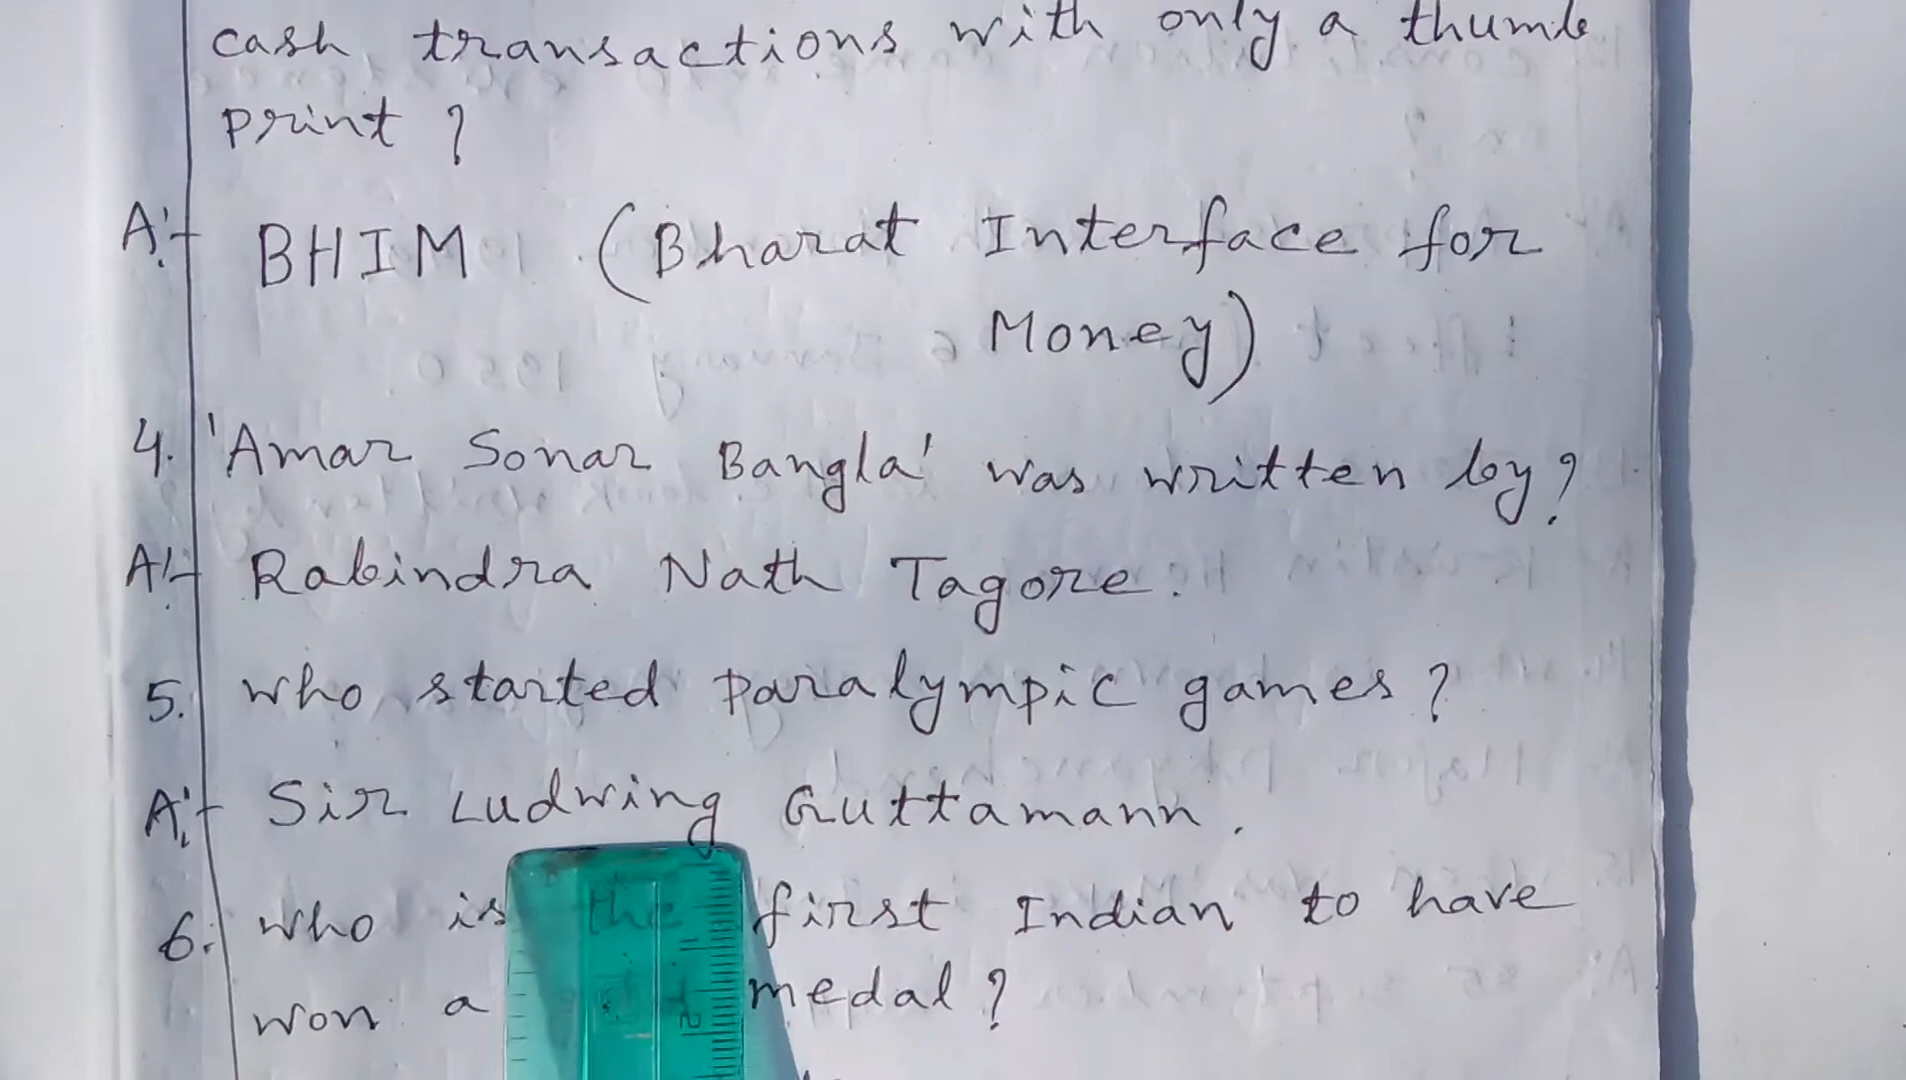 cash transactions with only a thumb
print ?
A:- BHIM (Bharat Interface for
Money)
4. 'Amar Sonar Bangla' was written by?
A:- Rabindra Nath Tagore.
5. who started paralympic games ?
A:- Sir Ludwing Guttamann.
6. who is the first Indian to have
won a medal ?